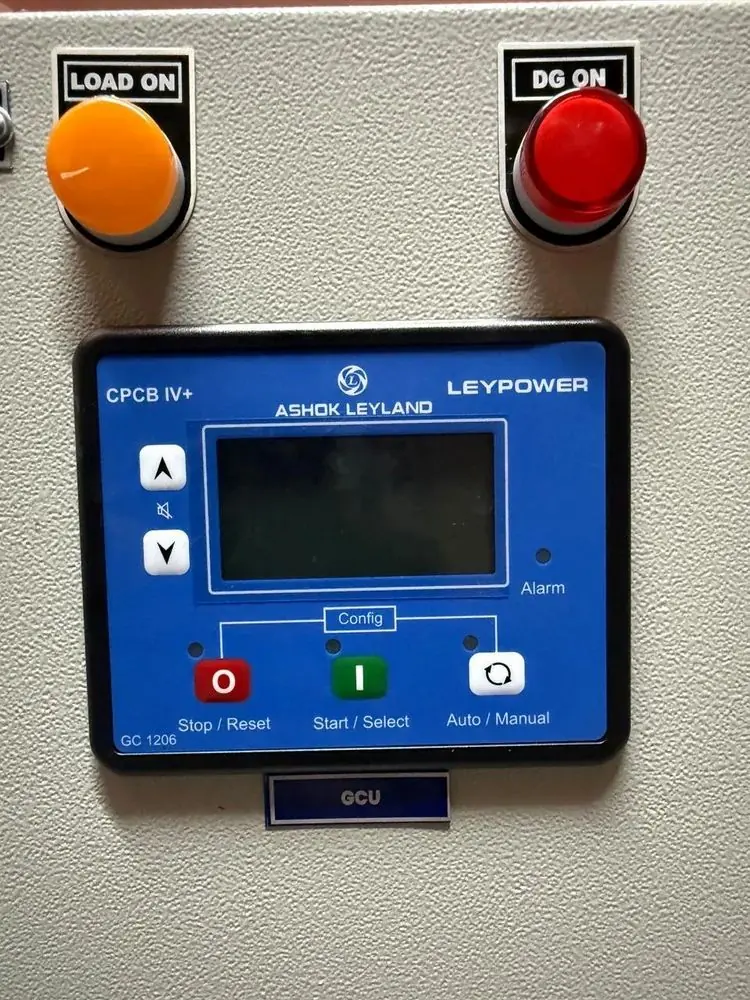 LOAD ON
DG ON
CPCB IV+
ASHOK LEYLAND
LEYPOWER
Alarm
Config
O
I
Stop / Reset
Start / Select
Auto / Manual
GC 1206
GCU